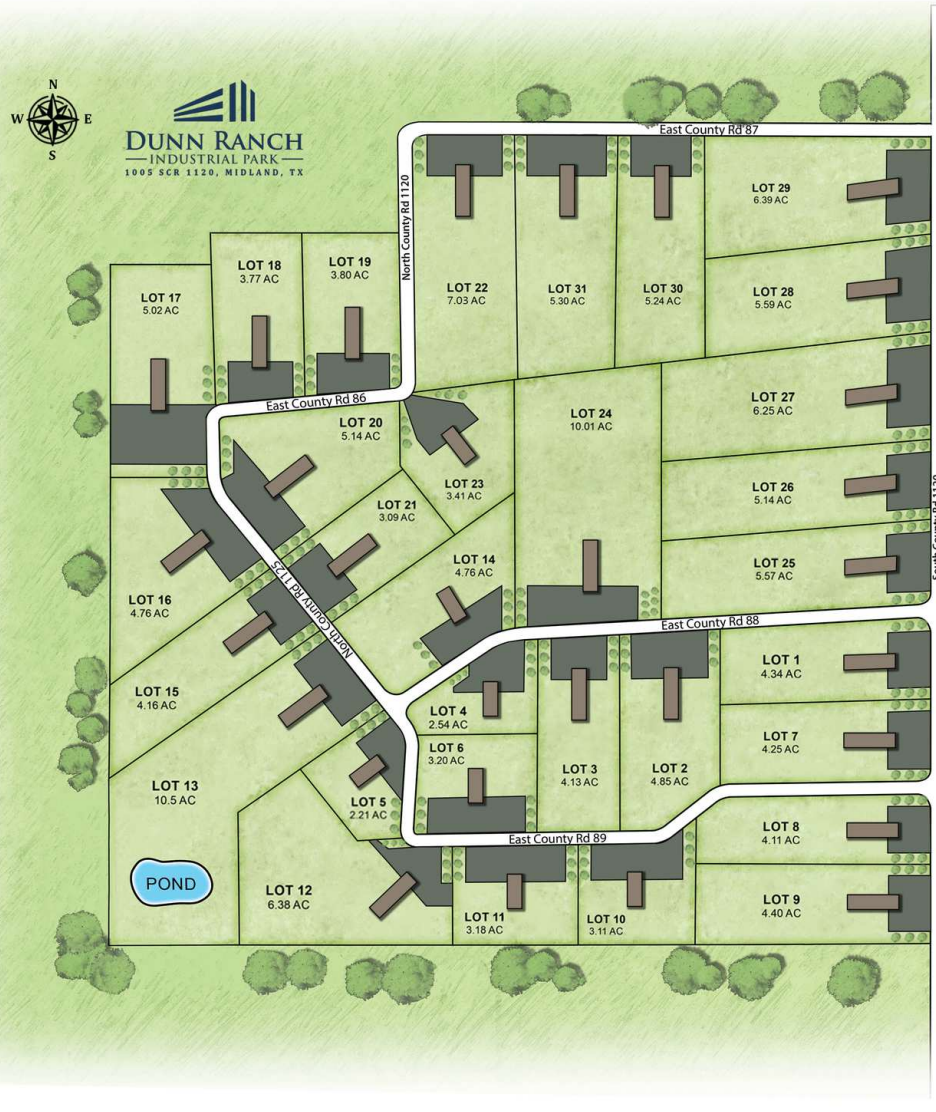 N
W E
S
DUNN RANCH
INDUSTRIAL PARK
1005 SCR 1120, MIDLAND, TX
East County Rd 87
North County Rd 1120
LOT 29
6.39 AC
LOT 18
3.77 AC
LOT 19
3.80 AC
LOT 17
5.02 AC
LOT 22
7.03 AC
LOT 31
5.30 AC
LOT 30
5.24 AC
LOT 28
5.59 AC
East County Rd 86
LOT 20
5.14 AC
LOT 24
10.01 AC
LOT 27
6.25 AC
LOT 23
3.41 AC
LOT 26
5.14 AC
LOT 21
3.09 AC
South County Rd 1120
LOT 14
4.76 AC
LOT 25
5.57 AC
LOT 16
4.76 AC
North County Rd 1125
East County Rd 88
LOT 1
4.34 AC
LOT 15
4.16 AC
LOT 4
2.54 AC
LOT 6
3.20 AC
LOT 7
4.25 AC
LOT 3
4.13 AC
LOT 2
4.85 AC
LOT 13
10.5 AC
LOT 5
2.21 AC
LOT 8
4.11 AC
East County Rd 89
POND
LOT 12
6.38 AC
LOT 9
4.40 AC
LOT 11
3.18 AC
LOT 10
3.11 AC